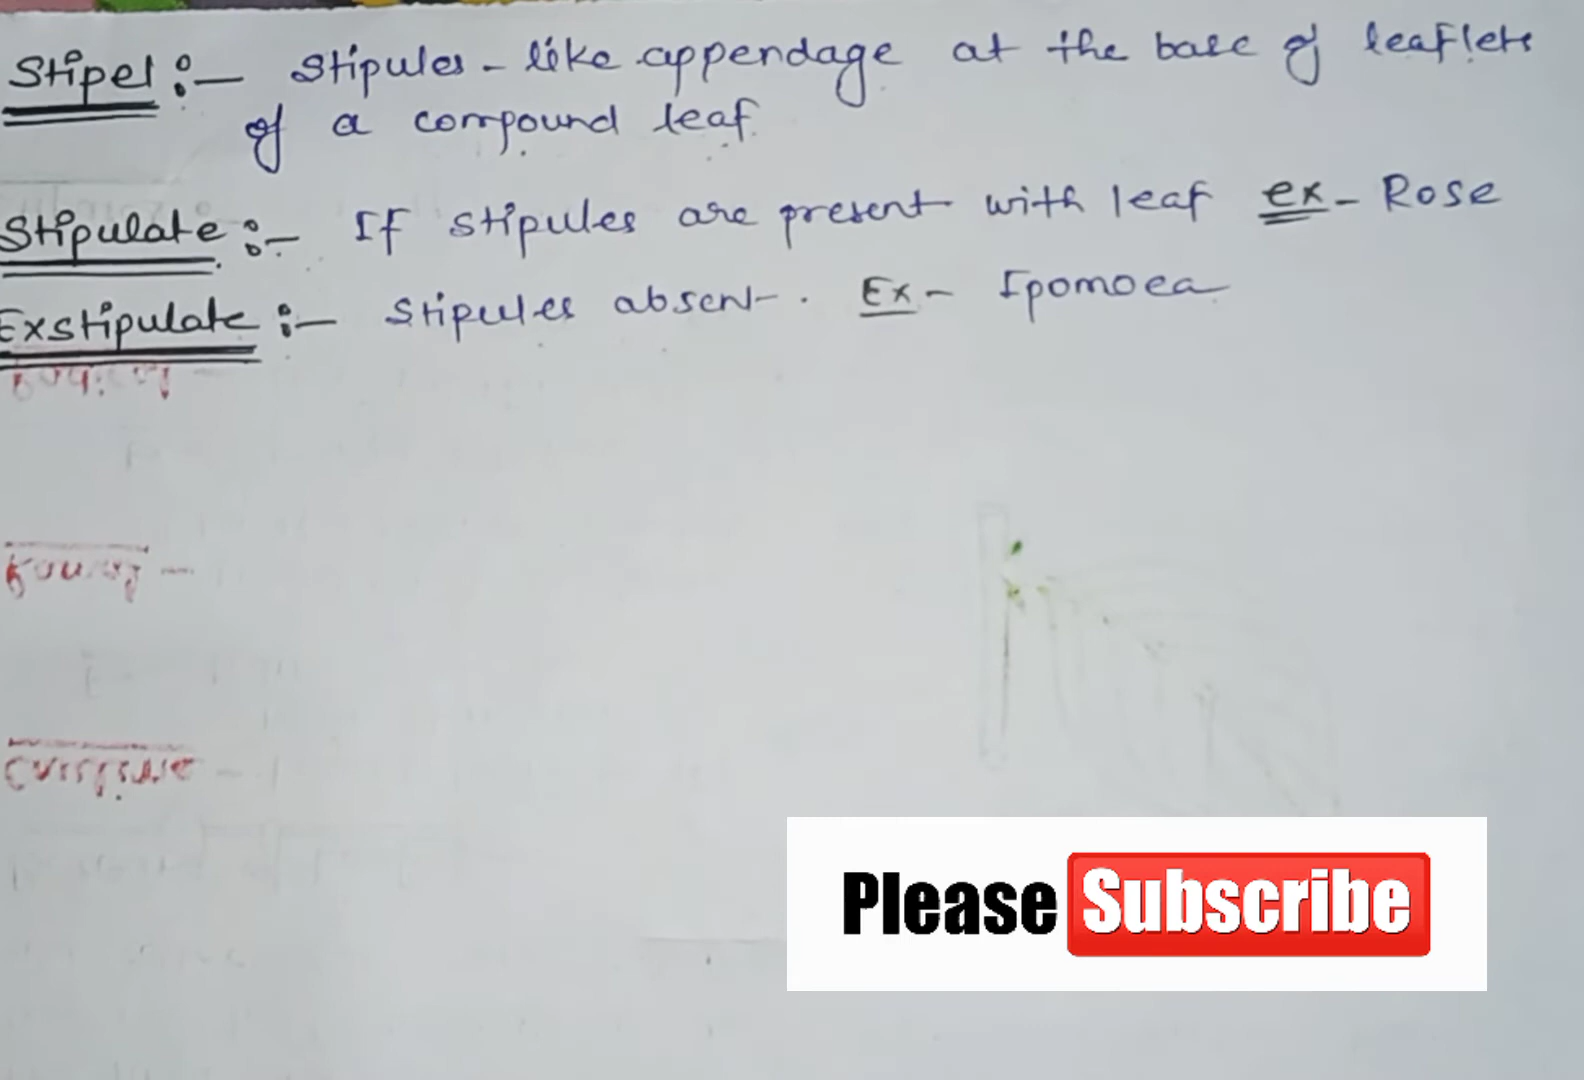 Stipel :- Stipules-like appendage at the base of leaflets
of a compound leaf
Stipulate :- If stipules are present with leaf ex- Rose
Exstipulate :- Stipules absent. Ex- Ipomoea
Please Subscribe